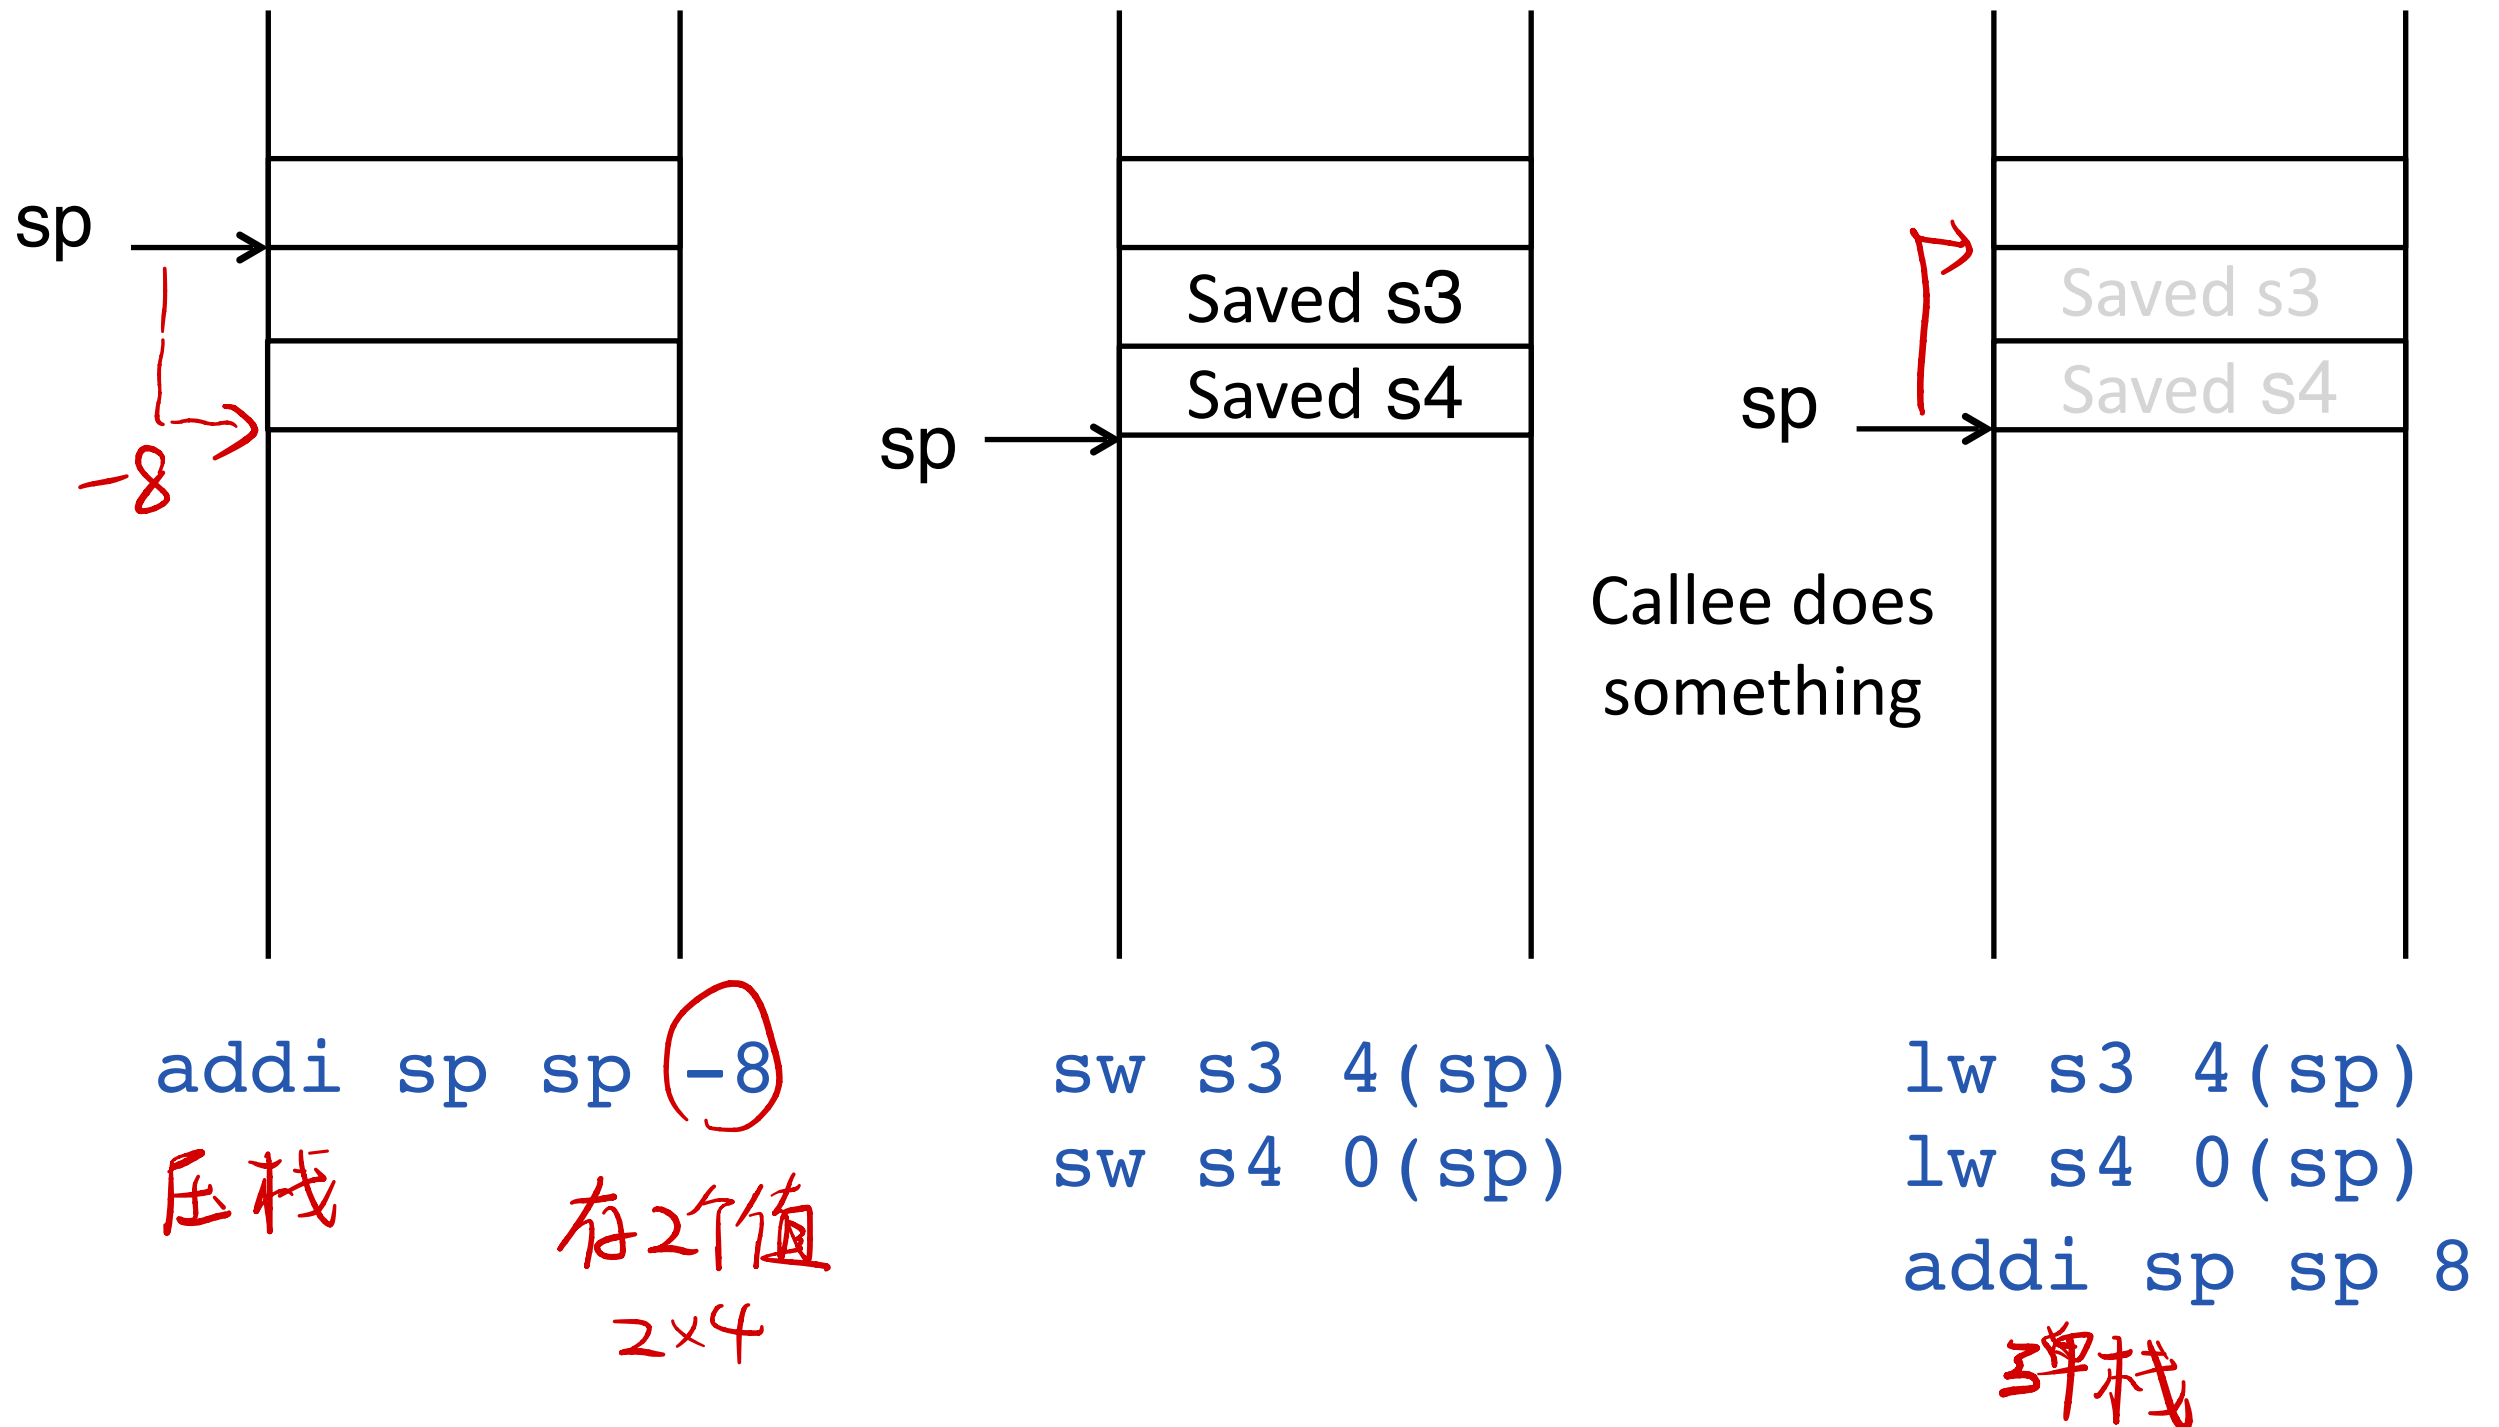 sp
-8
addi sp sp -8
压栈
存2个值
2×4
Saved s3
Saved s4
sp
sw s3 4(sp)
sw s4 0(sp)
Callee does
something
Saved s3
Saved s4
sp
lw s3 4(sp)
lw s4 0(sp)
addi sp sp 8
弹栈